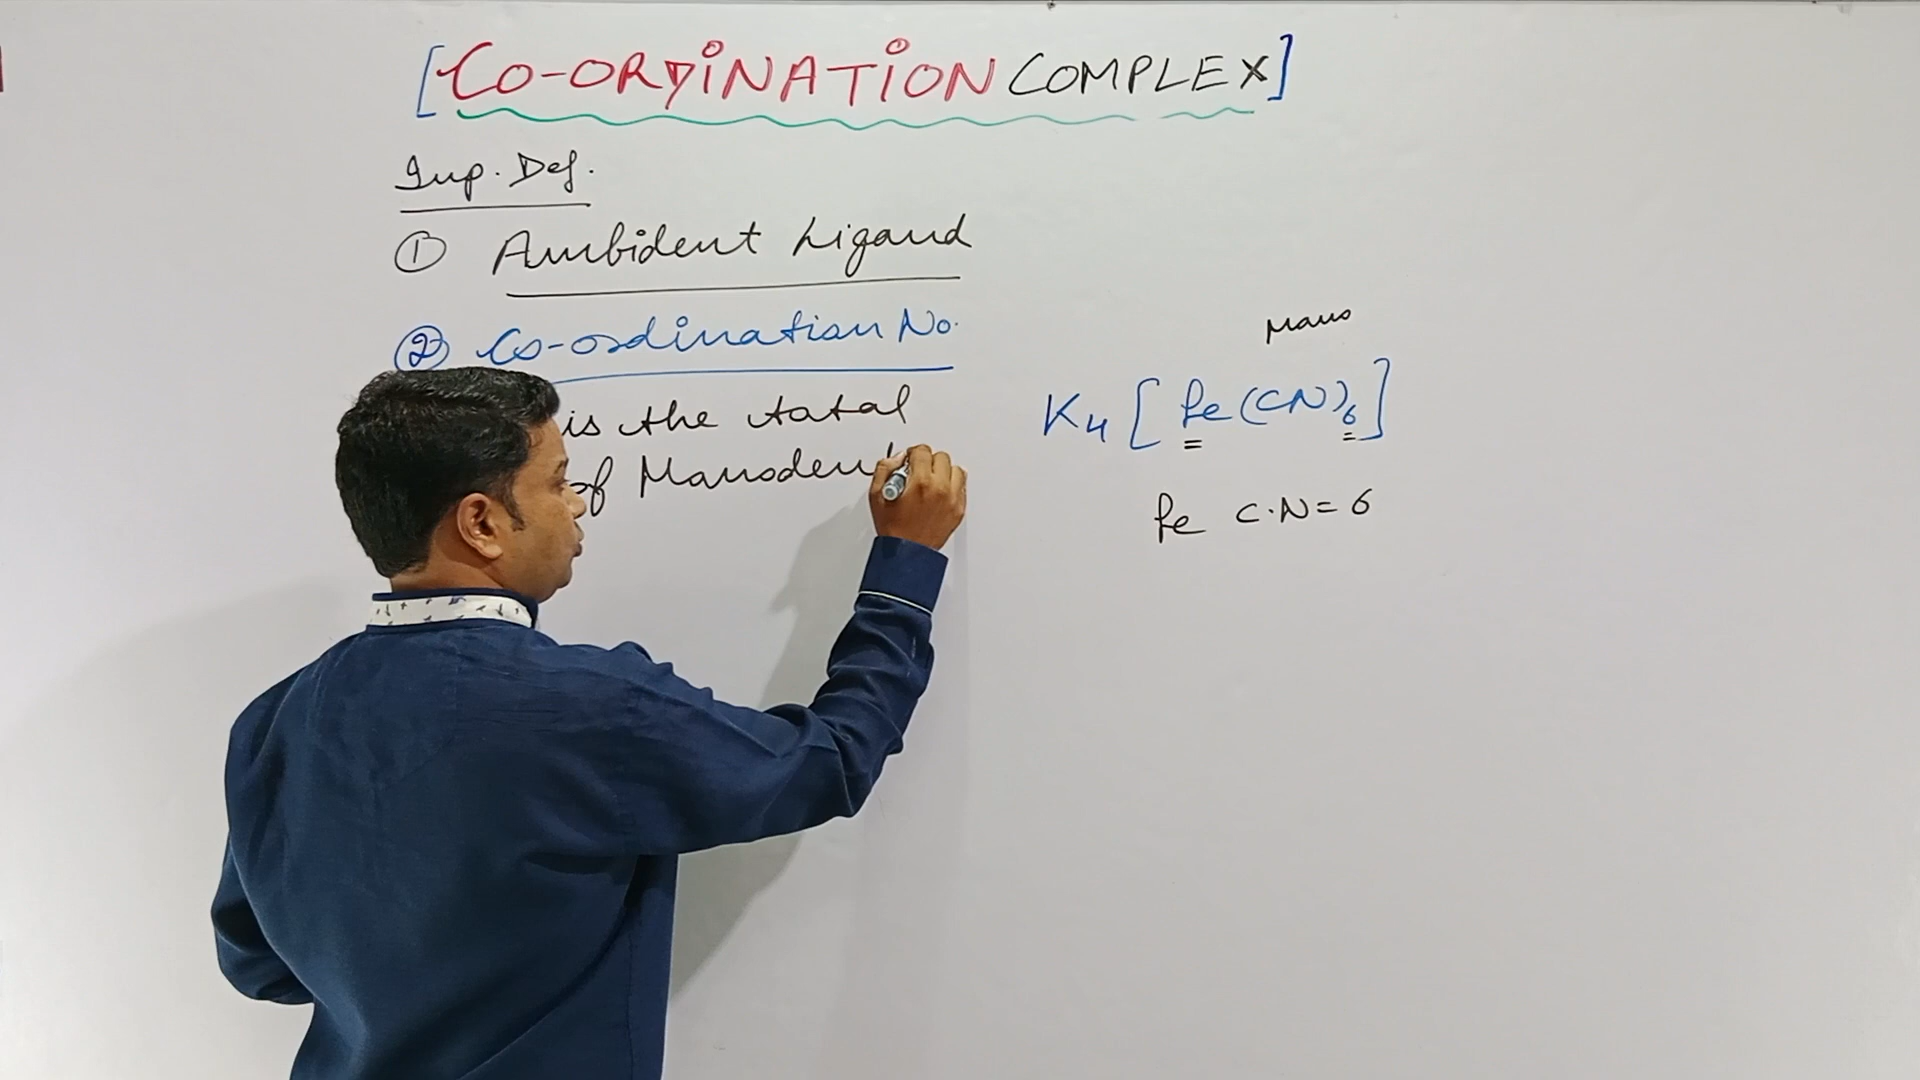 [CO-ORDINATION COMPLEX]
Imp. Def.
① Ambident Ligand
② Co-ordination No.
is the total
of Monodent
Mono
K4 [Fe(CN)6]
Fe C.N = 6